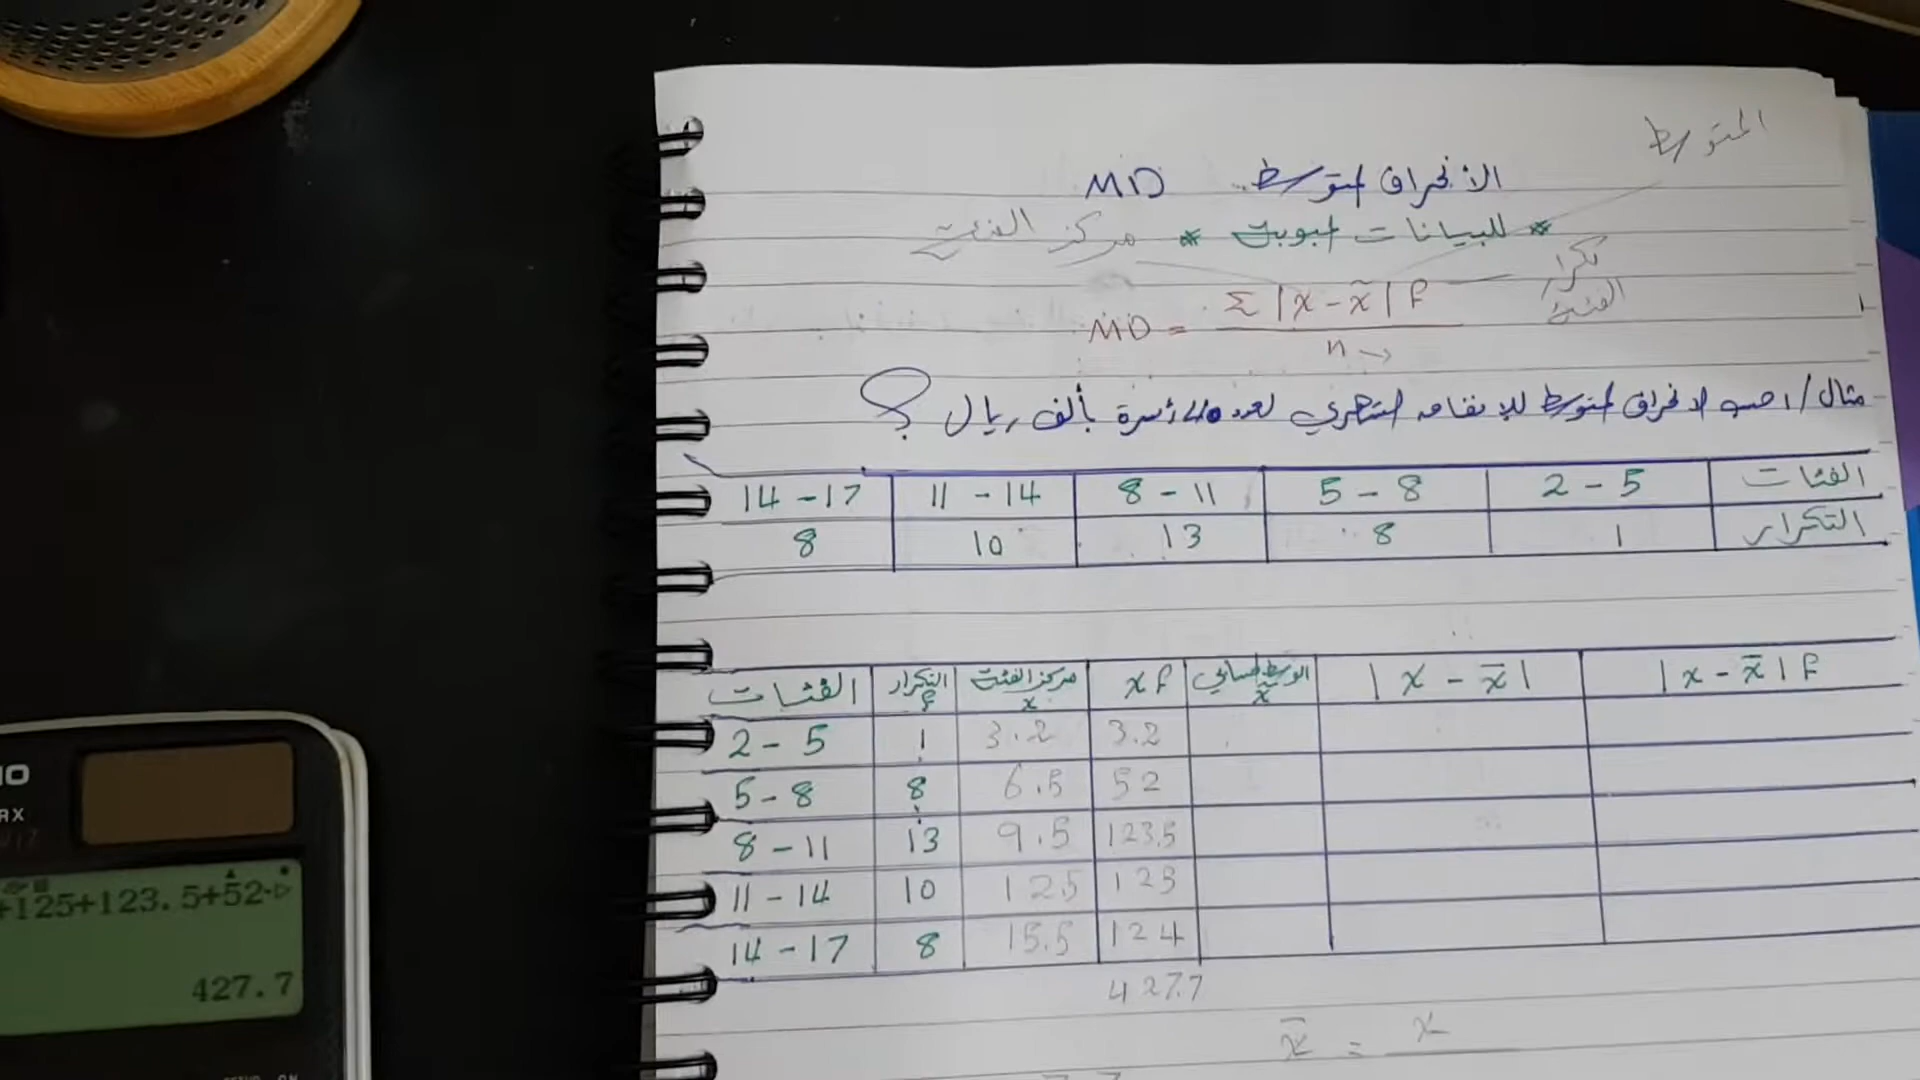 المتوسط
الانحراف المتوسط MD
* للبيانات المبوبة * مركز الفئة
تكرار الفئة
MD = Σ |x - x̄| f / n
مثال / احسب الانحراف المتوسط للإنفاق الشهري لعدد 40 أسرة بألف ريال ؟
الفئات 2 - 5 5 - 8 8 - 11 11 - 14 14 - 17
التكرار 1 8 13 10 8
الفئات التكرار f مركز الفئة x x f الوسط الحسابي x̄ | x - x̄ | | x - x̄ | f
2 - 5 1 3.2 3.2
5 - 8 8 6.5 52
8 - 11 13 9.5 123.5
11 - 14 10 12.5 125
14 - 17 8 15.5 124
427.7
x̄ = x
+125+123.5+52
427.7